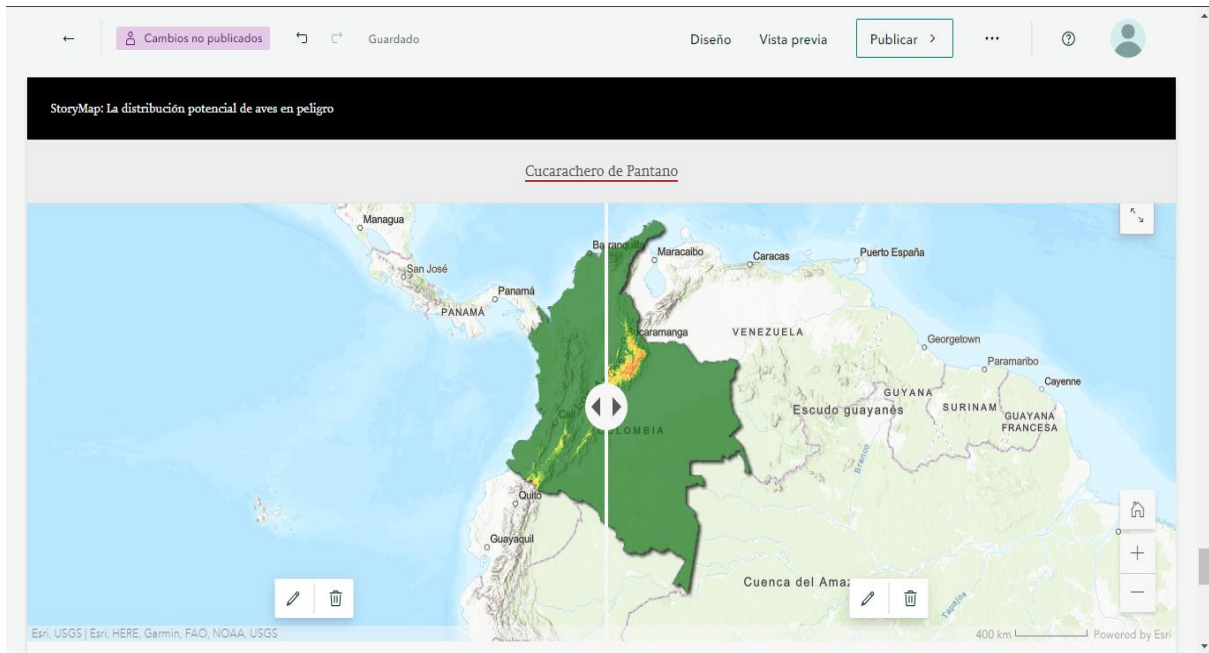 Cambios no publicados
Guardado
Diseño
Vista previa
Publicar
StoryMap: La distribución potencial de aves en peligro
Cucarachero de Pantano
Managua
San José
Panamá
PANAMÁ
Maracaibo
Caracas
Puerto España
VENEZUELA
Georgetown
Paramaribo
Cayenne
GUYANA
SURINAM
GUAYANA
FRANCESA
Escudo guayanés
Cali
Quito
Guayaquil
Branco
Cuenca del
Tapajós
Esri, USGS | Esri, HERE, Garmin, FAO, NOAA, USGS
400 km
Powered by Esri